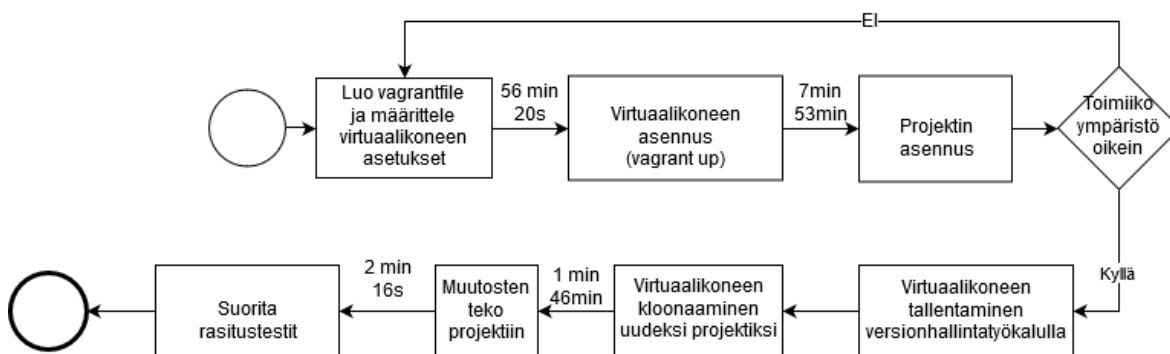 EI
Luo vagrantfile
ja määrittele
virtuaalikoneen
asetukset
56 min
20s
Virtuaalikoneen
asennus
(vagrant up)
7min
53min
Projektin
asennus
Toimiiko
ympäristö
oikein
Kyllä
Virtuaalikoneen
tallentaminen
versionhallintatyökalulla
Virtuaalikoneen
kloonaaminen
uudeksi projektiksi
1 min
46min
Muutosten
teko
projektiin
2 min
16s
Suorita
rasitustestit